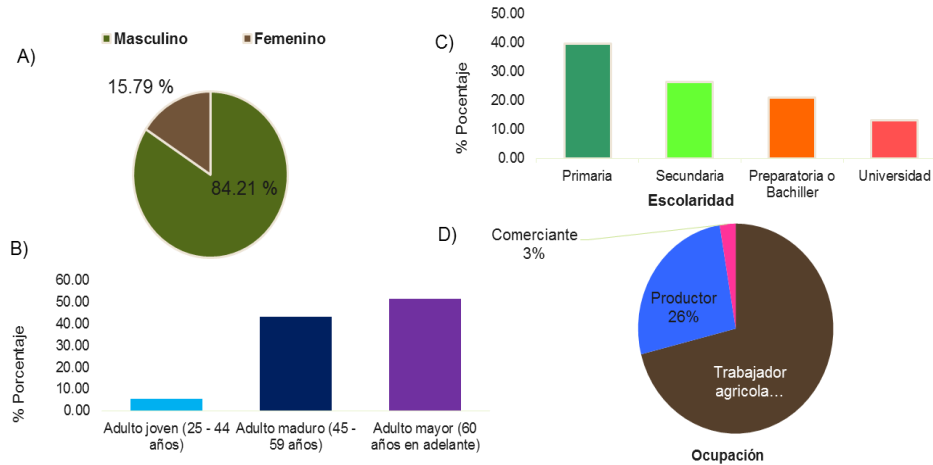 A)
Masculino
Femenino
15.79 %
84.21 %
B)
% Porcentaje
60.00
50.00
40.00
30.00
20.00
10.00
0.00
Adulto joven (25 - 44
años)
Adulto maduro (45 -
59 años)
Adulto mayor (60
años en adelante)
C)
% Pocentaje
50.00
40.00
30.00
20.00
10.00
0.00
Primaria
Secundaria
Preparatoria o
Bachiller
Universidad
Escolaridad
D)
Comerciante
3%
Productor
26%
Trabajador
agricola…
Ocupación